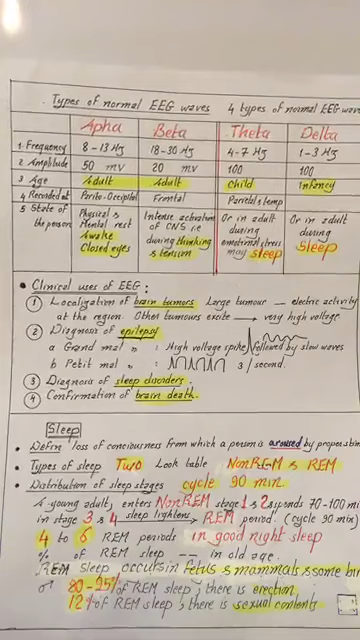 Types of normal EEG waves 4 types of normal EEG wave
Apha Beta Theta Delta
1 Frequency 8-13 Hz 18-30 Hz 4-7 Hz 1-3 Hz
2 Amplitude 50 mv 20 mv 100 100
3 Age Adult Adult child Infancy
4 Recorded at Parito-Occipital Frontal Parietal & temp
5 State of the person Physical & Mental rest Awake Closed eyes Intense activation of CNS i.e during thinking & tension Or in adult during emotional stress may sleep Or in adult during Sleep
• Clinical uses of EEG:
① Localization of brain tumors Large tumour — electric activity
at the region. Other tumours excite → very high voltage
② Diagnosis of epilepsy
a Grand mal " : High voltage spike followed by slow waves
b Petit mal " : 3/second.
③ Diagnosis of sleep disorders.
④ Confirmation of brain death.
Sleep
• Defin loss of conciousness from which a person is aroused by proper stim
• Types of sleep Two Look table NonREM & REM
• Distribution of sleep stages cycle 90 min.
A young adult, enters NonREM stage 1 & 2 spends 70-100 min
in stage 3 & 4 sleep lightens → REM period. (cycle 90 min)
4 to 6 REM periods in good night sleep
% of REM sleep -- in old age.
REM sleep occurs in Fetus & mammals & some bir
♂ 80-25% of REM sleep, there is erection
12% of REM sleep, there is sexual contents